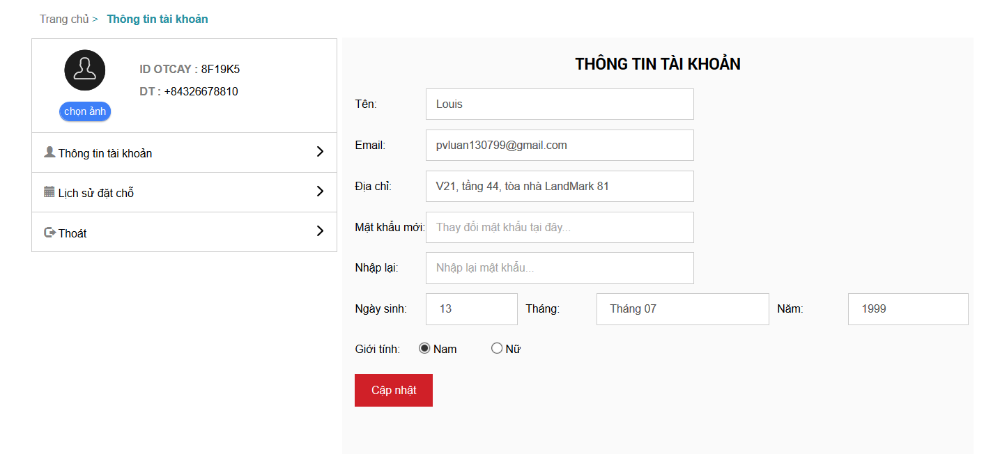 Trang chủ > Thông tin tài khoản
ID OTCAY : 8F19K5
DT : +84326678810
chọn ảnh
Thông tin tài khoản
Lịch sử đặt chỗ
Thoát
THÔNG TIN TÀI KHOẢN
Tên: Louis
Email: pvluan130799@gmail.com
Địa chỉ: V21, tầng 44, tòa nhà LandMark 81
Mật khẩu mới: Thay đổi mật khẩu tại đây...
Nhập lại: Nhập lại mật khẩu...
Ngày sinh: 13 Tháng: Tháng 07 Năm: 1999
Giới tính: Nam Nữ
Cập nhật